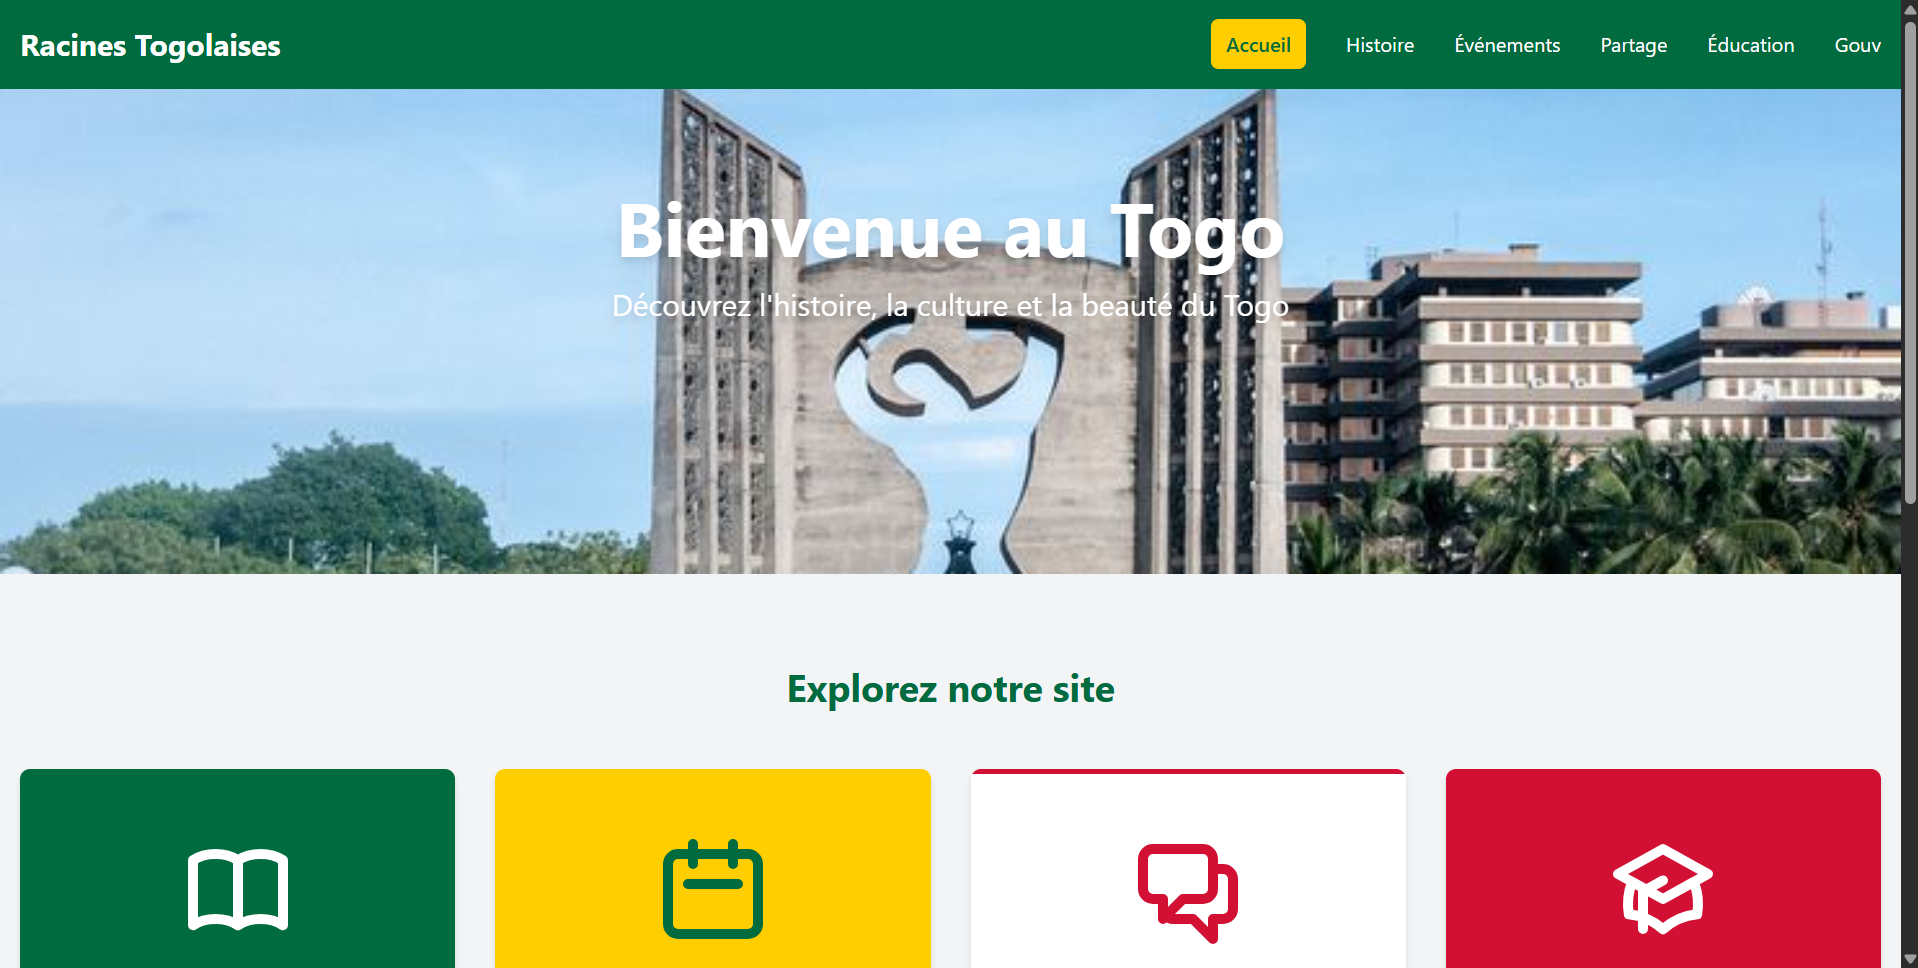 Racines Togolaises
Accueil
Histoire
Événements
Partage
Éducation
Gouv
Bienvenue au Togo
Découvrez l'histoire, la culture et la beauté du Togo
Explorez notre site